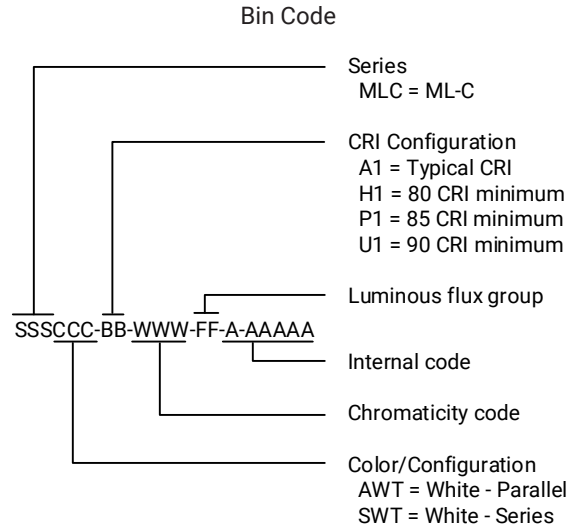 Bin Code
Series
MLC = ML-C
CRI Configuration
A1 = Typical CRI
H1 = 80 CRI minimum
P1 = 85 CRI minimum
U1 = 90 CRI minimum
Luminous flux group
SSSCCC-BB-WWW-FF-A-AAAAA
Internal code
Chromaticity code
Color/Configuration
AWT = White - Parallel
SWT = White - Series